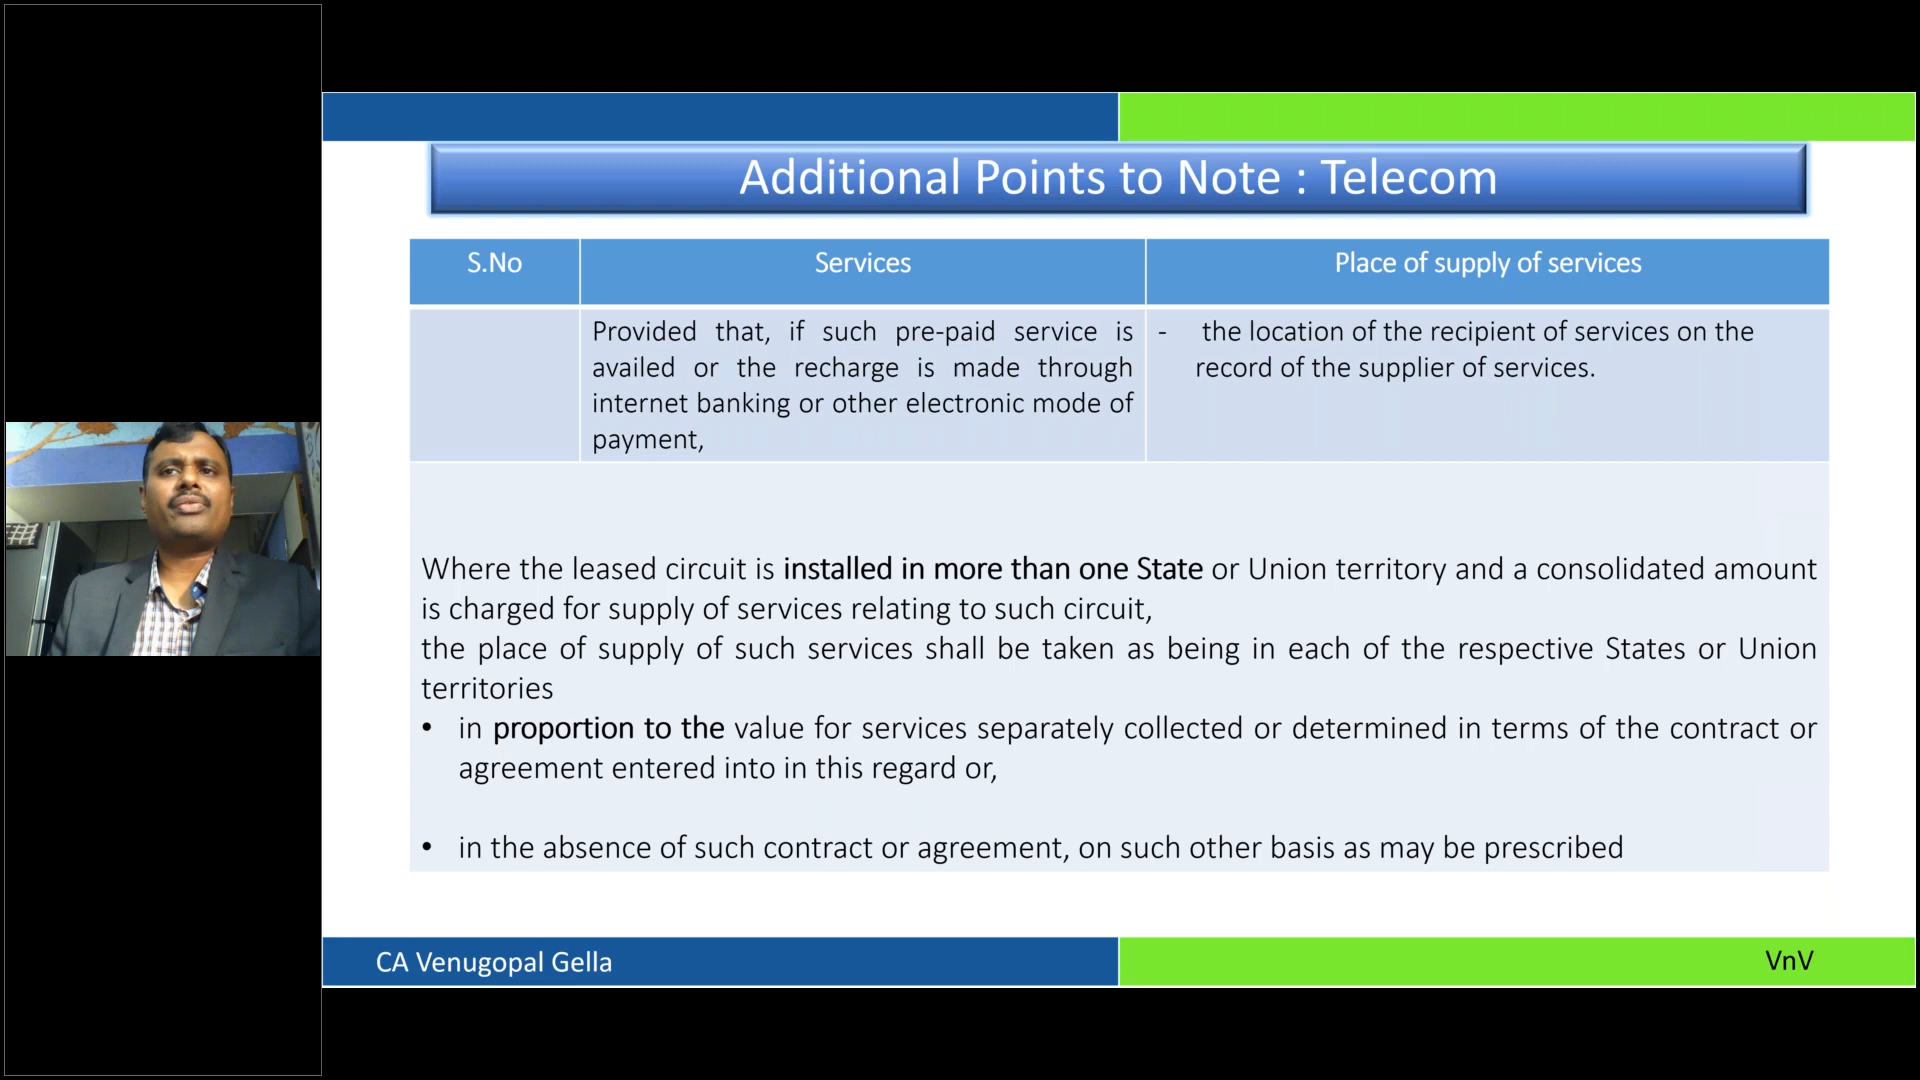 Additional Points to Note : Telecom
S.No
Services
Place of supply of services
Provided that, if such pre-paid service is
availed or the recharge is made through
internet banking or other electronic mode of
payment,
- the location of the recipient of services on the
record of the supplier of services.
Where the leased circuit is installed in more than one State or Union territory and a consolidated amount
is charged for supply of services relating to such circuit,
the place of supply of such services shall be taken as being in each of the respective States or Union
territories
• in proportion to the value for services separately collected or determined in terms of the contract or
agreement entered into in this regard or,
• in the absence of such contract or agreement, on such other basis as may be prescribed
CA Venugopal Gella
VnV